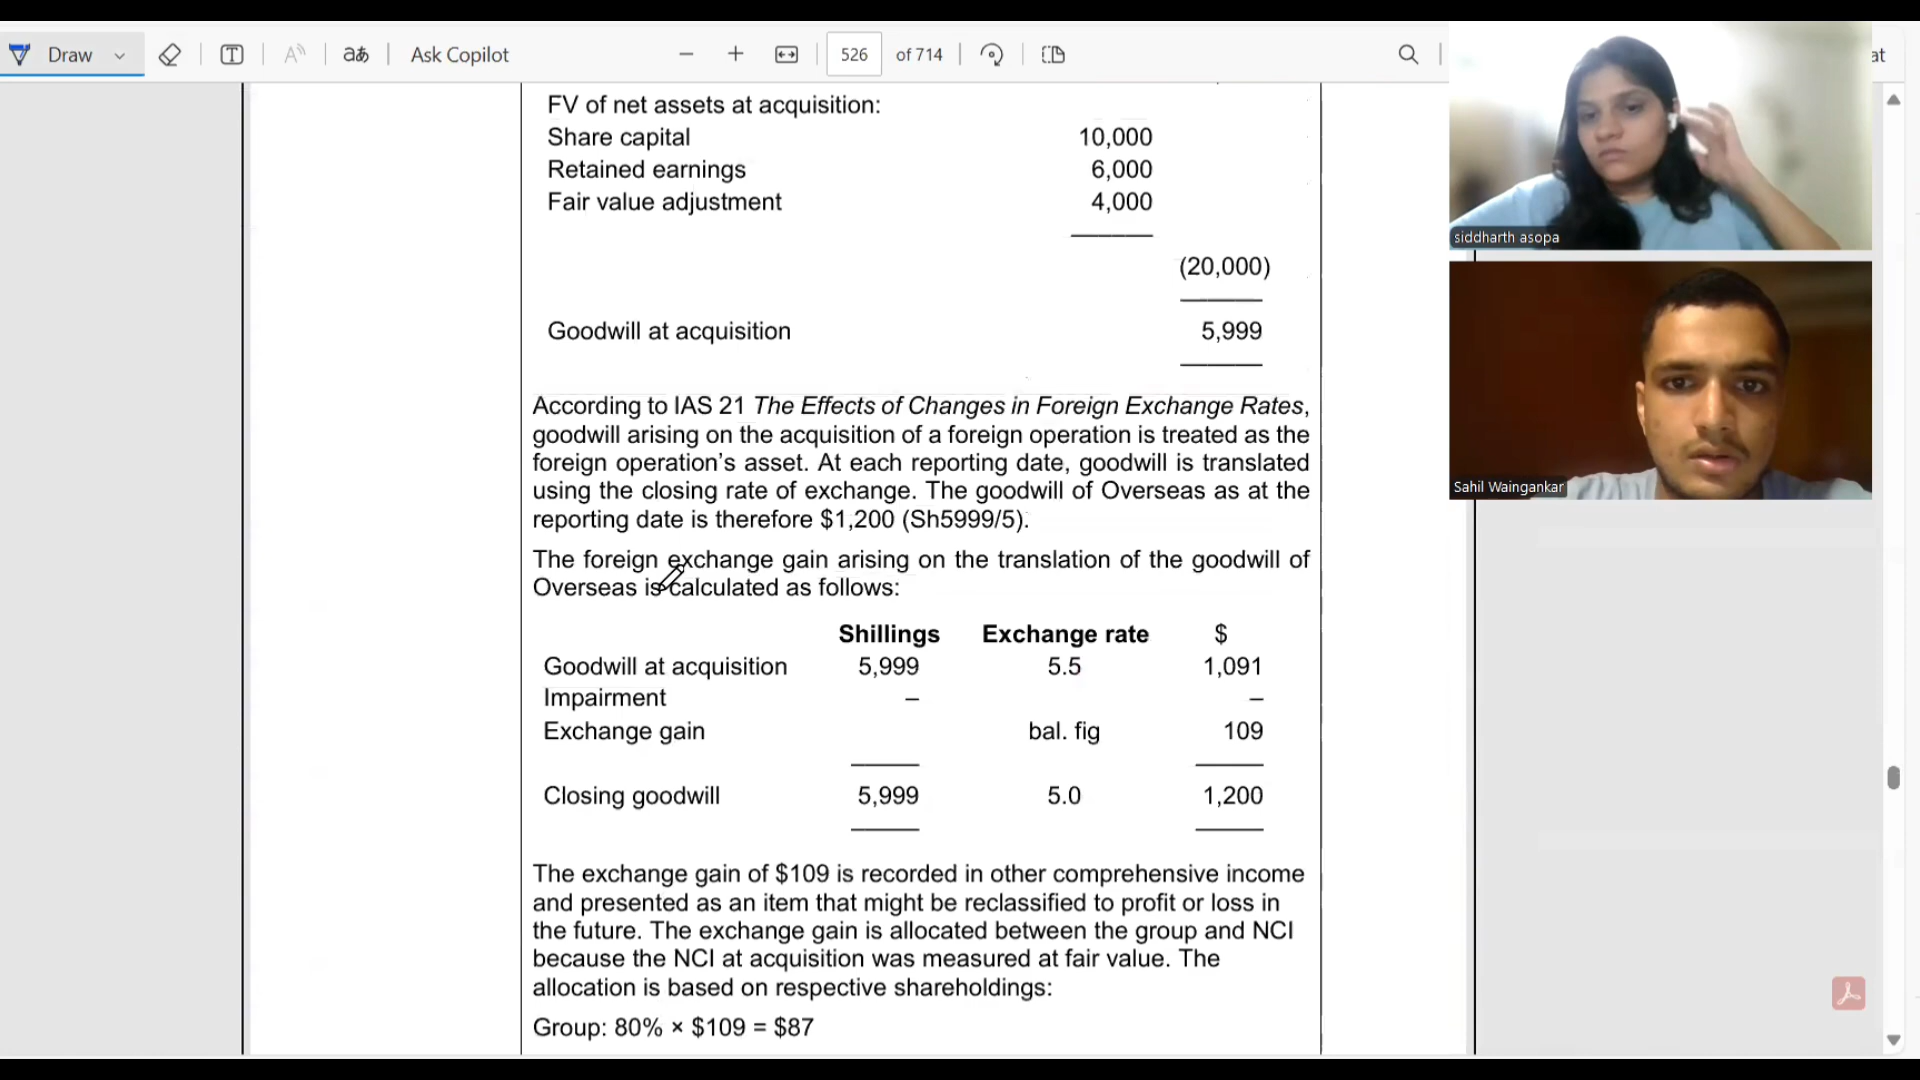 Draw
Ask Copilot
526 of 714
at
FV of net assets at acquisition:
Share capital 10,000
Retained earnings 6,000
Fair value adjustment 4,000
(20,000)
Goodwill at acquisition 5,999
According to IAS 21 The Effects of Changes in Foreign Exchange Rates,
goodwill arising on the acquisition of a foreign operation is treated as the
foreign operation's asset. At each reporting date, goodwill is translated
using the closing rate of exchange. The goodwill of Overseas as at the
reporting date is therefore $1,200 (Sh5999/5).
The foreign exchange gain arising on the translation of the goodwill of
Overseas is calculated as follows:
Shillings Exchange rate $
Goodwill at acquisition 5,999 5.5 1,091
Impairment – –
Exchange gain bal. fig 109
Closing goodwill 5,999 5.0 1,200
The exchange gain of $109 is recorded in other comprehensive income
and presented as an item that might be reclassified to profit or loss in
the future. The exchange gain is allocated between the group and NCI
because the NCI at acquisition was measured at fair value. The
allocation is based on respective shareholdings:
Group: 80% × $109 = $87
siddharth asopa
Sahil Waingankar